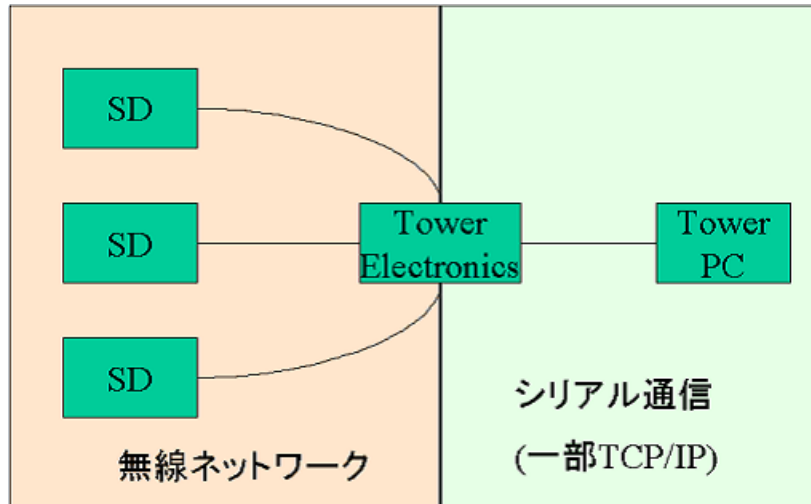 SD
SD
SD
Tower
Electronics
Tower
PC
無線ネットワーク
シリアル通信
(一部TCP/IP)